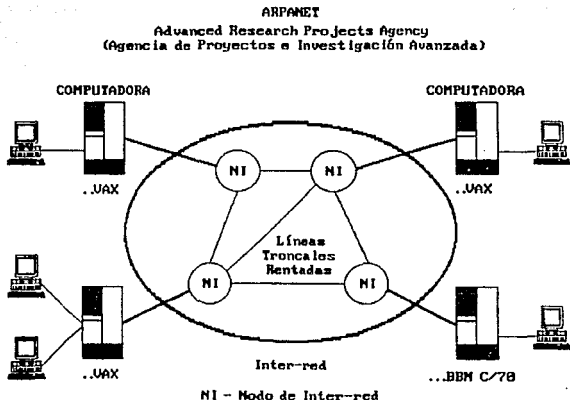 ARPANET
Advanced Research Projects Agency
(Agencia de Proyectos e Investigación Avanzada)
COMPUTADORA
COMPUTADORA
..VAX
..VAX
NI
NI
Líneas
Troncales
Rentadas
NI
NI
..VAX
Inter-red
...BBM C/70
NI - Nodo de Inter-red